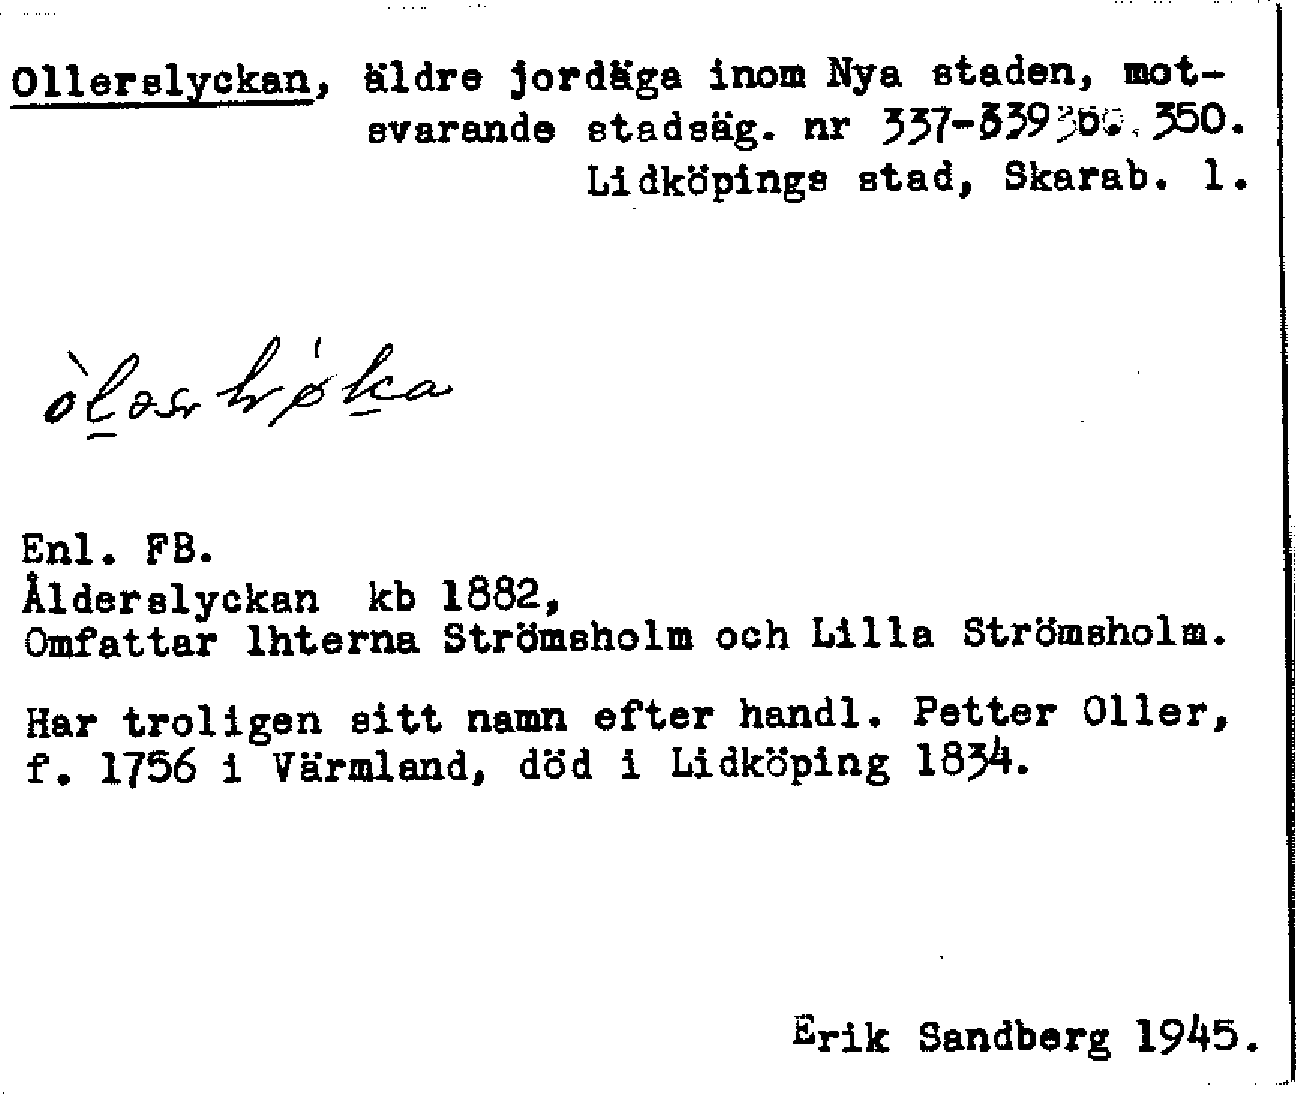 Ollerslyckan, äldre jordäga inom Nya staden, mot-
svarande stadsäg. nr 337-339 350.
Lidköpings stad, Skarab. l.
Enl. FB.
Ålderslyckan kb 1882,
Omfattar lhterna Strömsholm och Lilla Strömsholm.
Har troligen sitt namn efter handl. Petter Oller,
f. 1756 i Värmland, död i Lidköping 1834.
Erik Sandberg 1945.